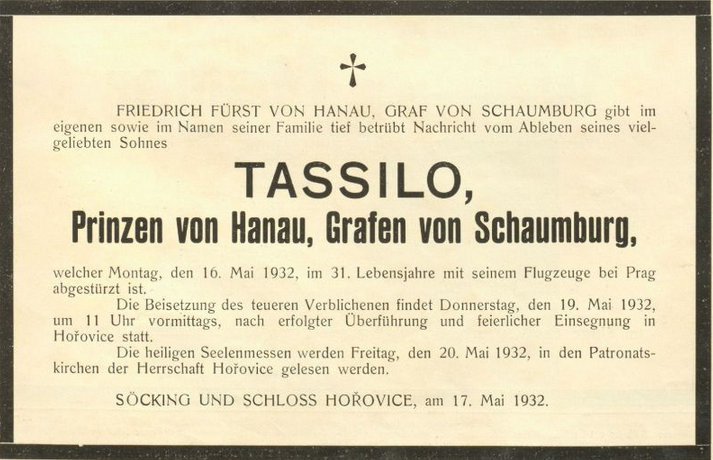 FRIEDRICH FÜRST VON HANAU, GRAF VON SCHAUMBURG gibt im
eigenen sowie im Namen seiner Familie tief betrübt Nachricht vom Ableben seines viel-
geliebten Sohnes
TASSILO,
Prinzen von Hanau, Grafen von Schaumburg,
welcher Montag, den 16. Mai 1932, im 31. Lebensjahre mit seinem Flugzeuge bei Prag
abgestürzt ist.
Die Beisetzung des teueren Verblichenen findet Donnerstag, den 19. Mai 1932,
um 11 Uhr vormittags, nach erfolgter Überführung und feierlicher Einsegnung in
Hořovice statt.
Die heiligen Seelenmessen werden Freitag, den 20. Mai 1932, in den Patronats-
kirchen der Herrschaft Hořovice gelesen werden.
SÖCKING UND SCHLOSS HOŘOVICE, am 17. Mai 1932.